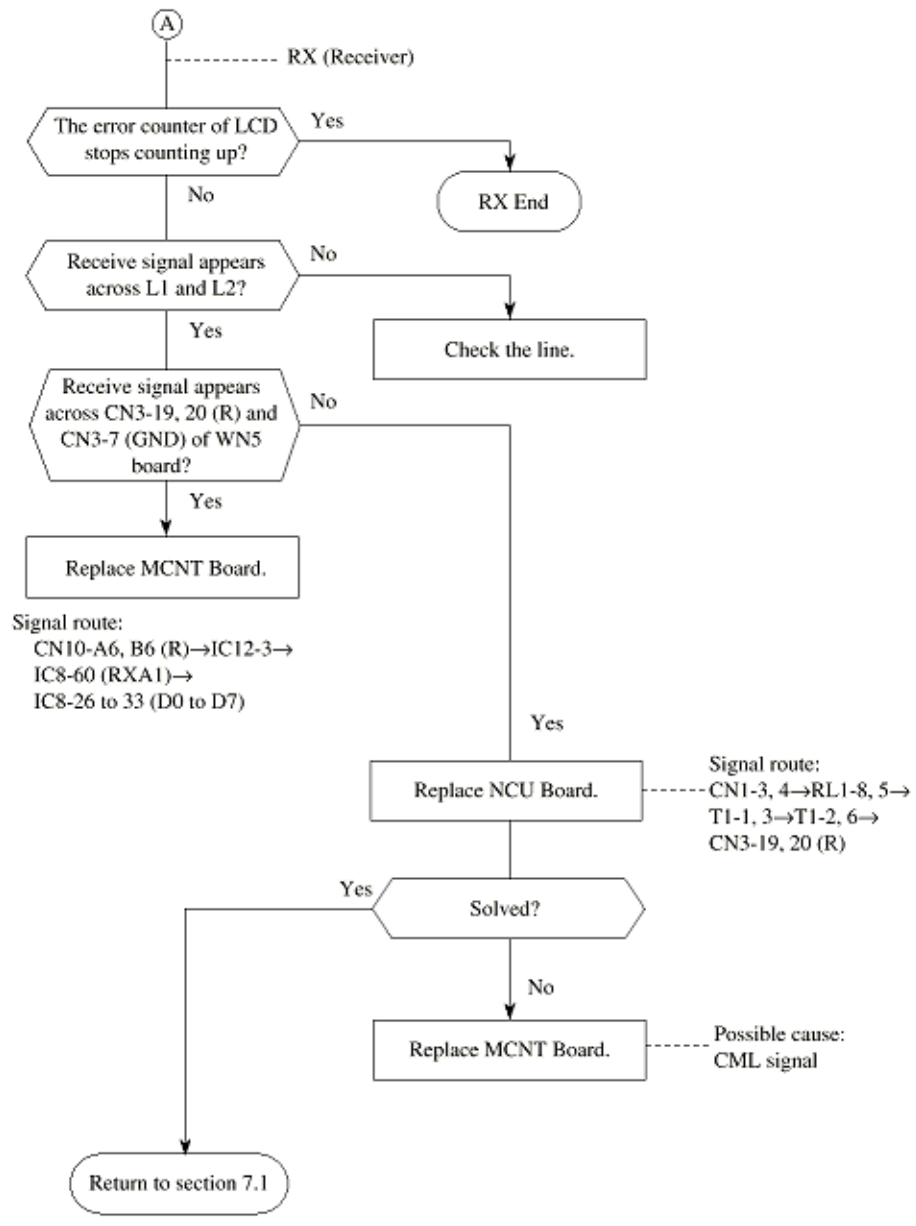 A
RX (Receiver)
The error counter of LCD
stops counting up?
Yes
RX End
No
Receive signal appears
across L1 and L2?
No
Check the line.
Yes
Receive signal appears
across CN3-19, 20 (R) and
CN3-7 (GND) of WN5
board?
No
Yes
Replace MCNT Board.
Signal route:
CN10-A6, B6 (R)→IC12-3→
IC8-60 (RXA1)→
IC8-26 to 33 (D0 to D7)
Yes
Replace NCU Board.
Signal route:
CN1-3, 4→RL1-8, 5→
T1-1, 3→T1-2, 6→
CN3-19, 20 (R)
Yes
Solved?
No
Replace MCNT Board.
Possible cause:
CML signal
Return to section 7.1